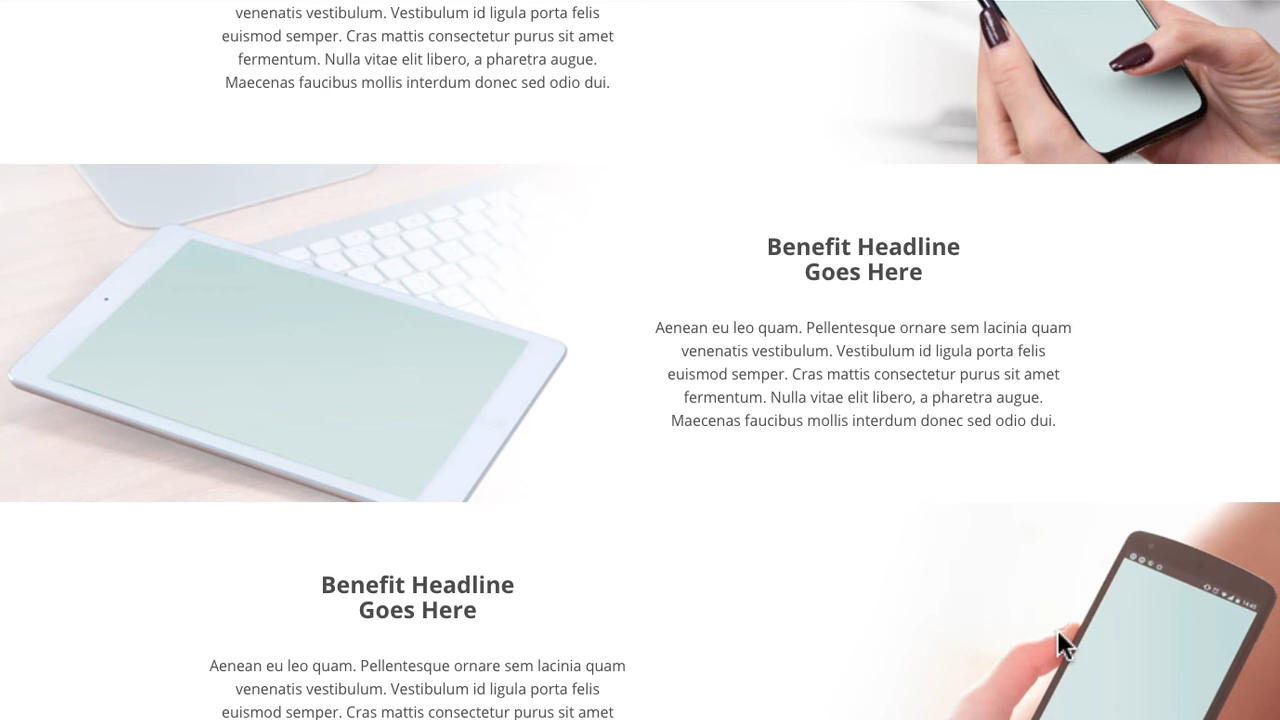 venenatis vestibulum. Vestibulum id ligula porta felis
euismod semper. Cras mattis consectetur purus sit amet
fermentum. Nulla vitae elit libero, a pharetra augue.
Maecenas faucibus mollis interdum donec sed odio dui.
Benefit Headline
Goes Here
Aenean eu leo quam. Pellentesque ornare sem lacinia quam
venenatis vestibulum. Vestibulum id ligula porta felis
euismod semper. Cras mattis consectetur purus sit amet
fermentum. Nulla vitae elit libero, a pharetra augue.
Maecenas faucibus mollis interdum donec sed odio dui.
Benefit Headline
Goes Here
Aenean eu leo quam. Pellentesque ornare sem lacinia quam
venenatis vestibulum. Vestibulum id ligula porta felis
euismod semper. Cras mattis consectetur purus sit amet